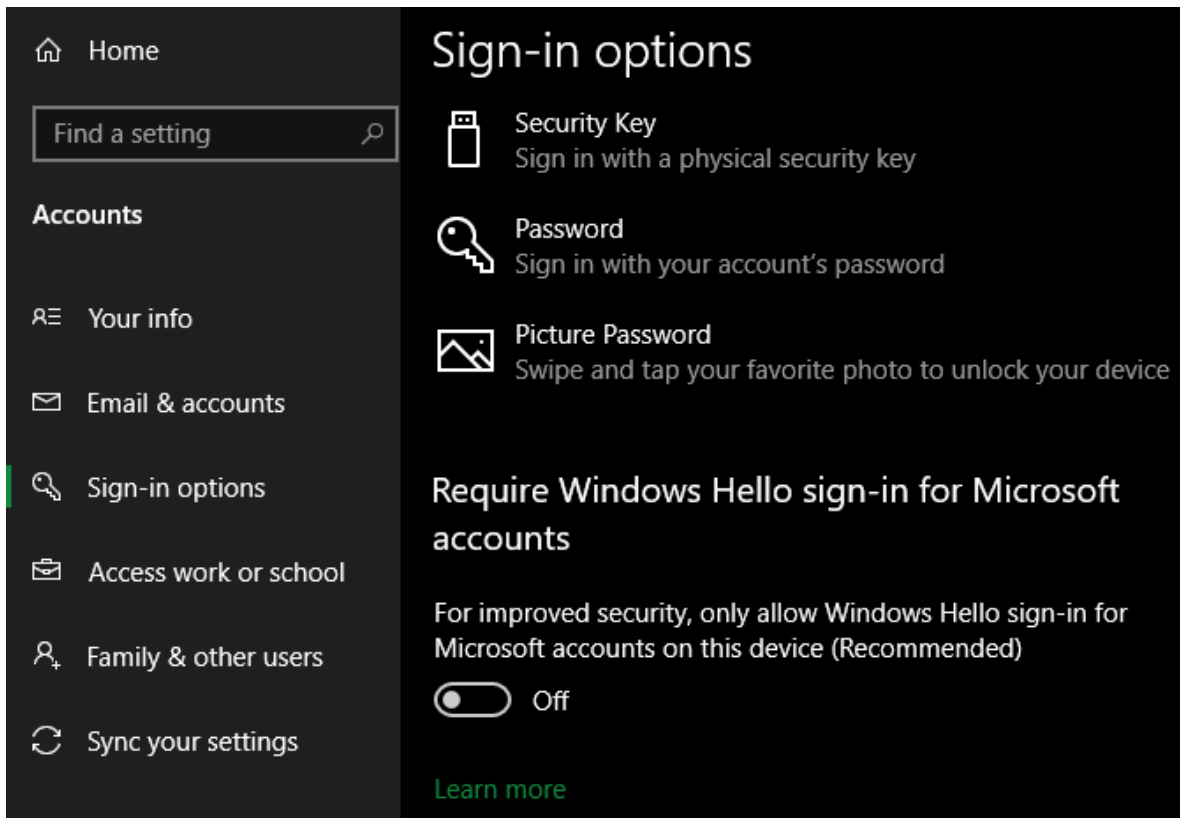 Home
Find a setting
Accounts
Your info
Email & accounts
Sign-in options
Access work or school
Family & other users
Sync your settings
Sign-in options
Security Key
Sign in with a physical security key
Password
Sign in with your account's password
Picture Password
Swipe and tap your favorite photo to unlock your device
Require Windows Hello sign-in for Microsoft
accounts
For improved security, only allow Windows Hello sign-in for
Microsoft accounts on this device (Recommended)
Off
Learn more